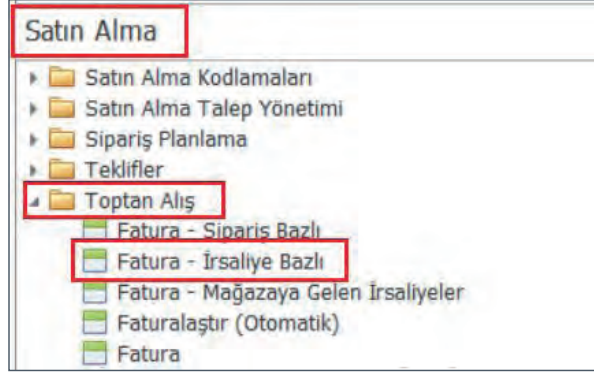 Satın Alma
Satın Alma Kodlamaları
Satın Alma Talep Yönetimi
Sipariş Planlama
Teklifler
Toptan Alış
Fatura - Sipariş Bazlı
Fatura - İrsaliye Bazlı
Fatura - Mağazaya Gelen İrsaliyeler
Faturalaştır (Otomatik)
Fatura